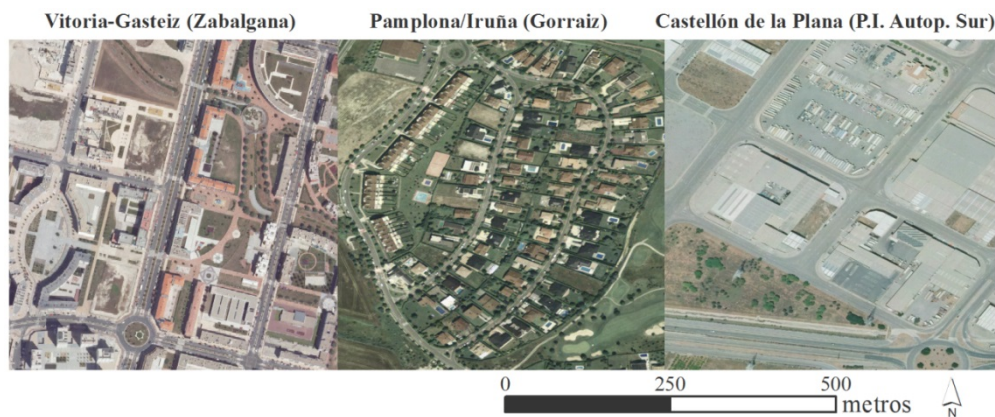 Vitoria-Gasteiz (Zabalgana) Pamplona/Iruña (Gorraiz) Castellón de la Plana (P.I. Autop. Sur)
0 250 500
metros
N